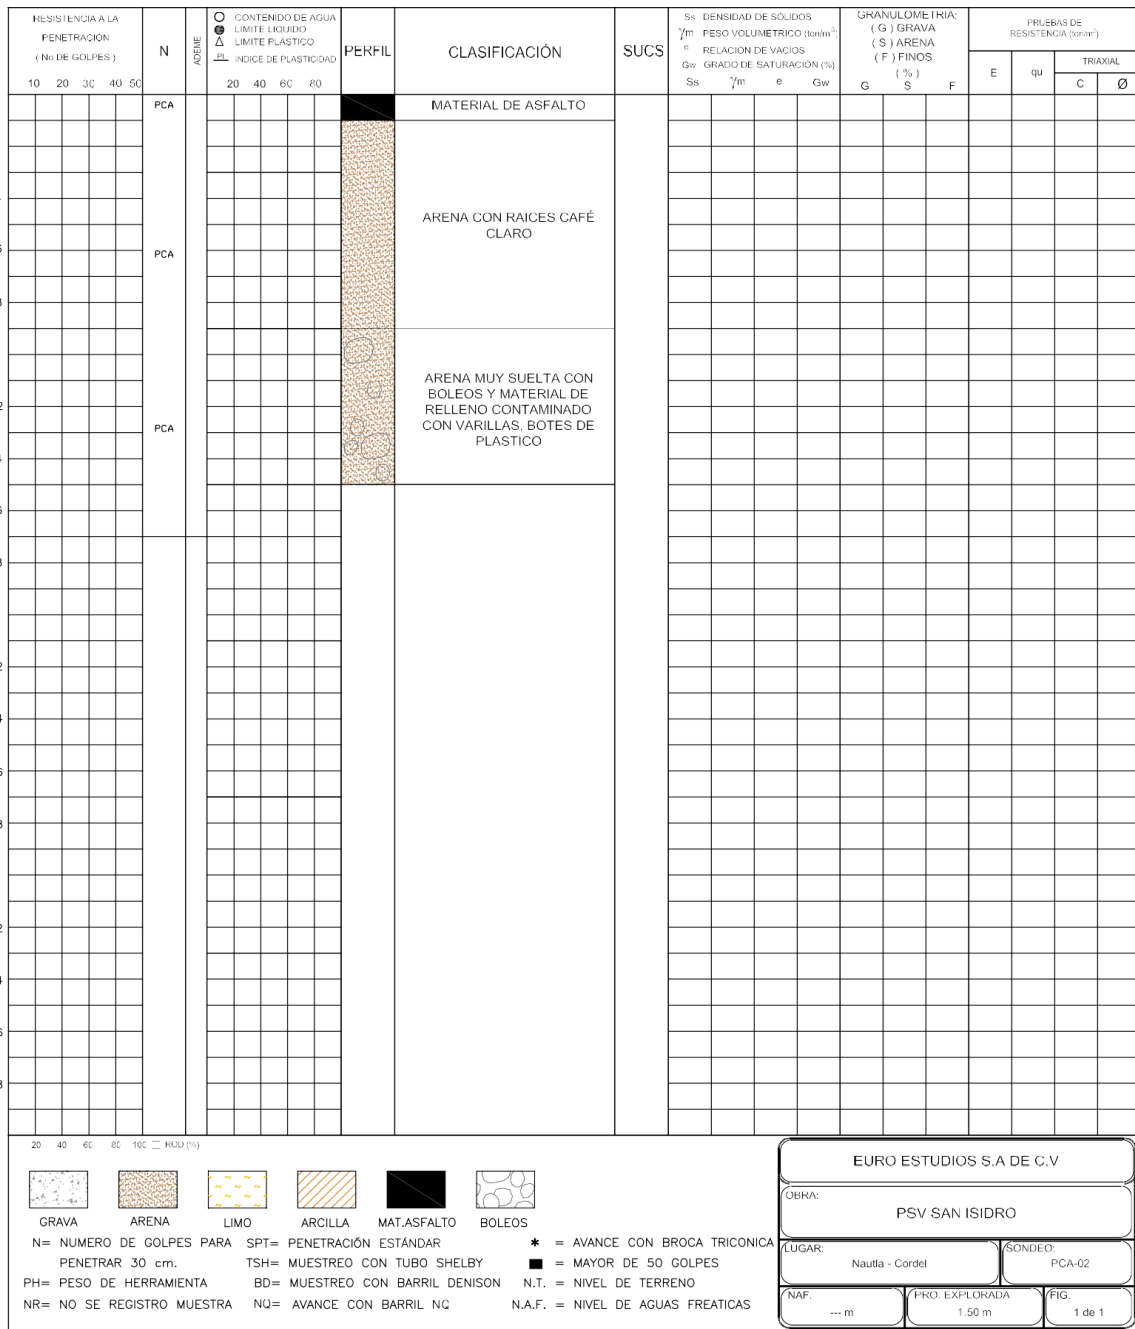 RESISTENCIA A LA
PENETRACIÓN
( No DE GOLPES )
10 20 30 40 50
N
ADEME
CONTENIDO DE AGUA
LIMITE LIQUIDO
LIMITE PLÁSTICO
PL INDICE DE PLASTICIDAD
20 40 60 80
PERFIL
CLASIFICACIÓN
SUCS
Ss DENSIDAD DE SÓLIDOS
γm PESO VOLUMÉTRICO (ton/m³)
e RELACIÓN DE VACÍOS
Gw GRADO DE SATURACIÓN (%)
Ss γm e Gw
GRANULOMETRIA:
( G ) GRAVA
( S ) ARENA
( F ) FINOS
( % )
G S F
PRUEBAS DE
RESISTENCIA (ton/m²)
E qu
TRIAXIAL
C Ø
PCA
MATERIAL DE ASFALTO
ARENA CON RAICES CAFÉ
CLARO
PCA
ARENA MUY SUELTA CON
BOLEOS Y MATERIAL DE
RELLENO CONTAMINADO
CON VARILLAS, BOTES DE
PLASTICO
PCA
20 40 60 80 100 RQD (%)
GRAVA ARENA LIMO ARCILLA MAT.ASFALTO BOLEOS
N= NUMERO DE GOLPES PARA
PENETRAR 30 cm.
PH= PESO DE HERRAMIENTA
NR= NO SE REGISTRO MUESTRA
SPT= PENETRACIÓN ESTÁNDAR
TSH= MUESTREO CON TUBO SHELBY
BD= MUESTREO CON BARRIL DENISON
NQ= AVANCE CON BARRIL NQ
* = AVANCE CON BROCA TRICONICA
■ = MAYOR DE 50 GOLPES
N.T. = NIVEL DE TERRENO
N.A.F. = NIVEL DE AGUAS FREATICAS
EURO ESTUDIOS S.A DE C.V
OBRA:
PSV SAN ISIDRO
LUGAR:
Nautla - Cordel
SONDEO:
PCA-02
NAF.
--- m
PRO. EXPLORADA
1.50 m
FIG.
1 de 1